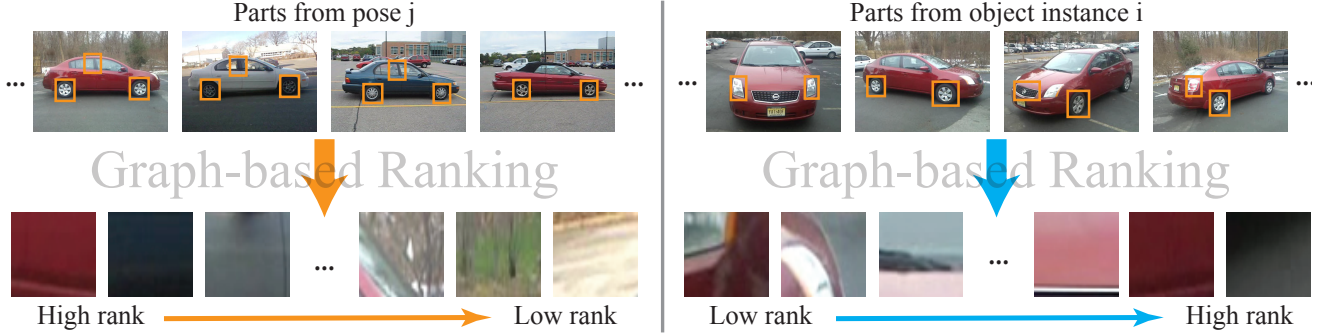 Parts from pose j
...
...
Graph-based Ranking
...
High rank
Low rank
Parts from object instance i
...
...
Graph-based Ranking
...
Low rank
High rank